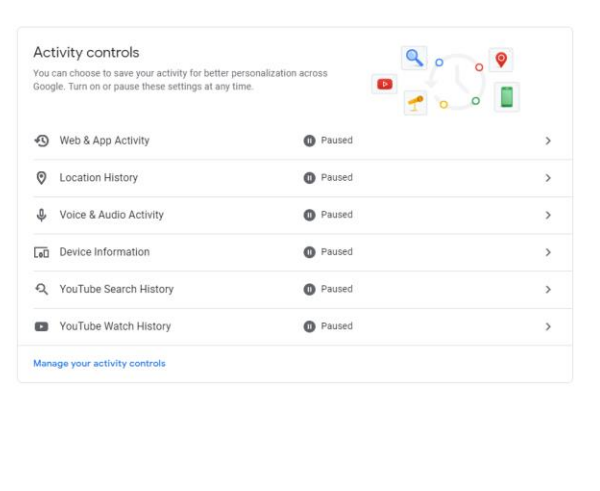 Activity controls
You can choose to save your activity for better personalization across
Google. Turn on or pause these settings at any time.
Web & App Activity Paused
Location History Paused
Voice & Audio Activity Paused
Device Information Paused
YouTube Search History Paused
YouTube Watch History Paused
Manage your activity controls